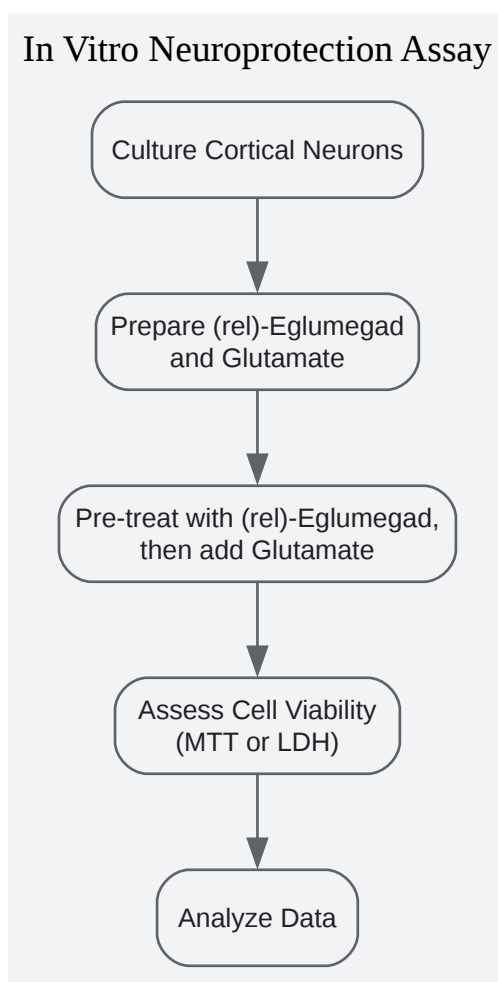 In Vitro Neuroprotection Assay
Culture Cortical Neurons
Prepare (rel)-Eglumegad
and Glutamate
Pre-treat with (rel)-Eglumegad,
then add Glutamate
Assess Cell Viability
(MTT or LDH)
Analyze Data